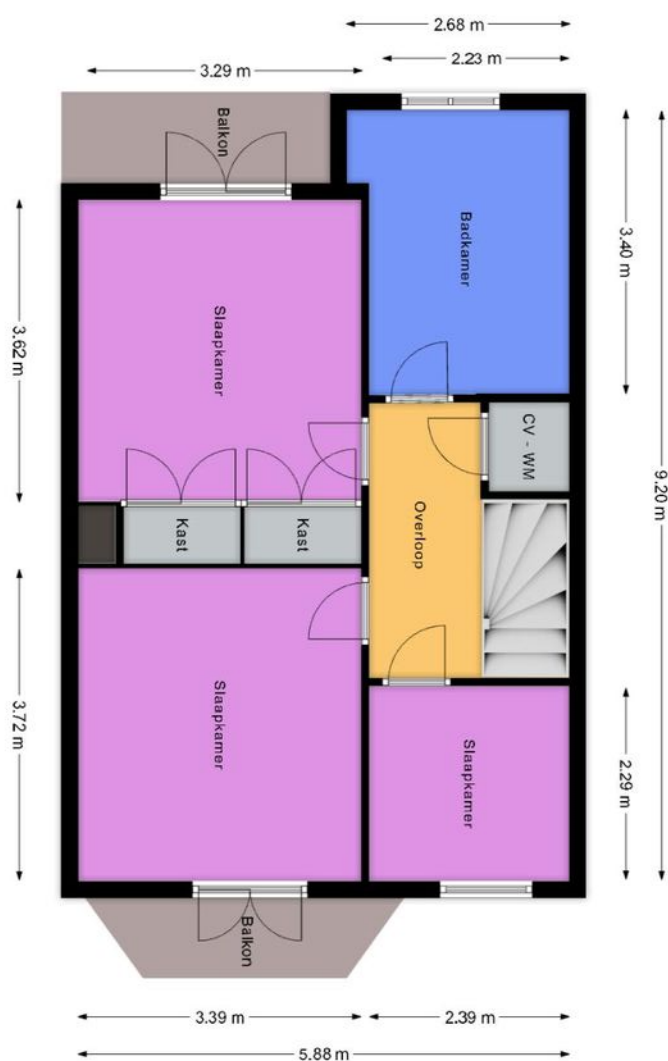 2.68 m
3.29 m
2.23 m
Balkon
Badkamer
3.40 m
Slaapkamer
3.62 m
CV - WM
9.20 m
Overloop
Kast
Kast
Slaapkamer
3.72 m
Slaapkamer
2.29 m
Balkon
3.39 m
2.39 m
5.88 m